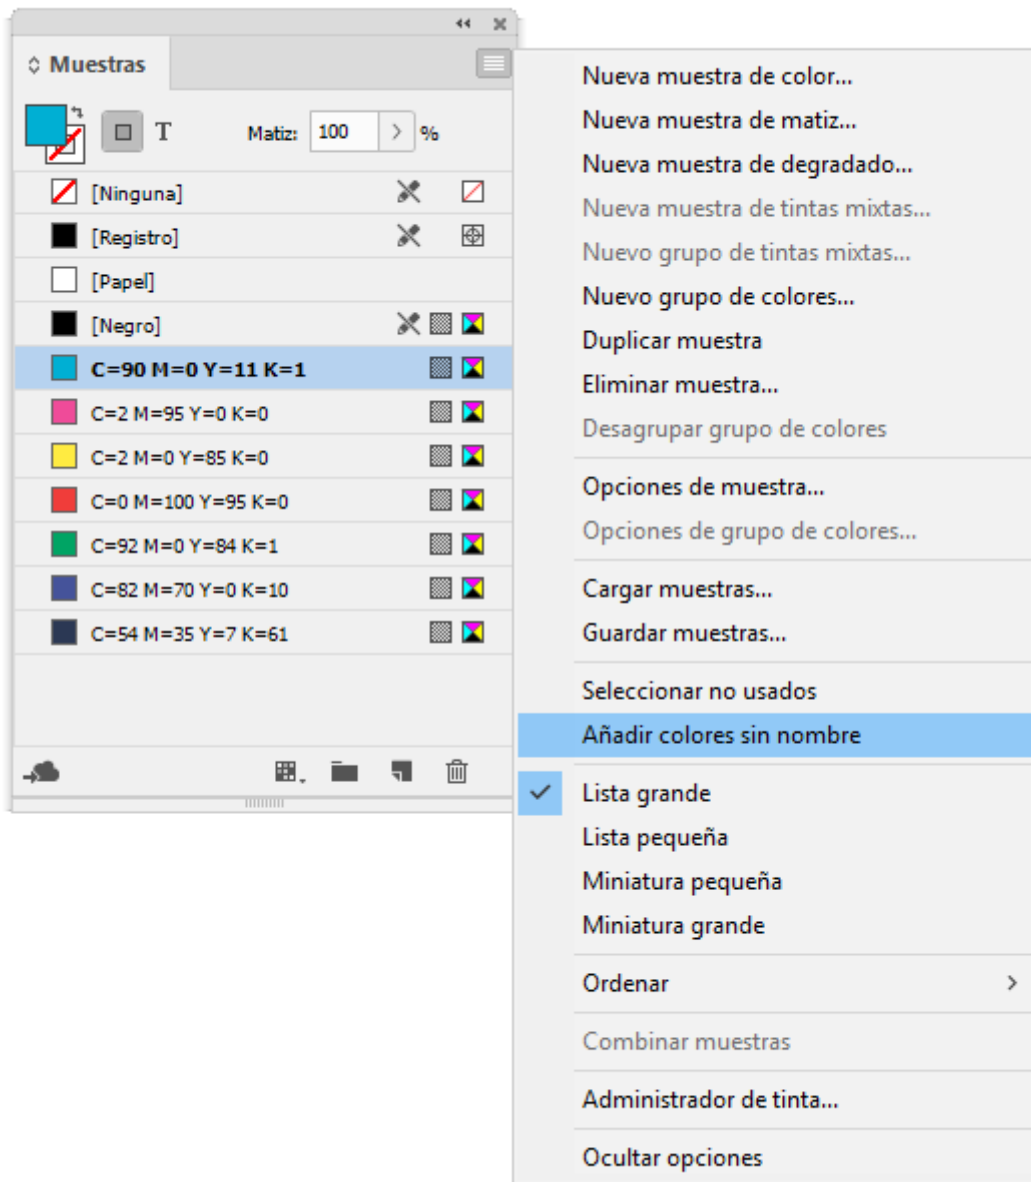 Muestras
T Matiz: 100 %
[Ninguna]
[Registro]
[Papel]
[Negro]
C=90 M=0 Y=11 K=1
C=2 M=95 Y=0 K=0
C=2 M=0 Y=85 K=0
C=0 M=100 Y=95 K=0
C=92 M=0 Y=84 K=1
C=82 M=70 Y=0 K=10
C=54 M=35 Y=7 K=61
Nueva muestra de color...
Nueva muestra de matiz...
Nueva muestra de degradado...
Nueva muestra de tintas mixtas...
Nuevo grupo de tintas mixtas...
Nuevo grupo de colores...
Duplicar muestra
Eliminar muestra...
Desagrupar grupo de colores
Opciones de muestra...
Opciones de grupo de colores...
Cargar muestras...
Guardar muestras...
Seleccionar no usados
Añadir colores sin nombre
Lista grande
Lista pequeña
Miniatura pequeña
Miniatura grande
Ordenar
Combinar muestras
Administrador de tinta...
Ocultar opciones